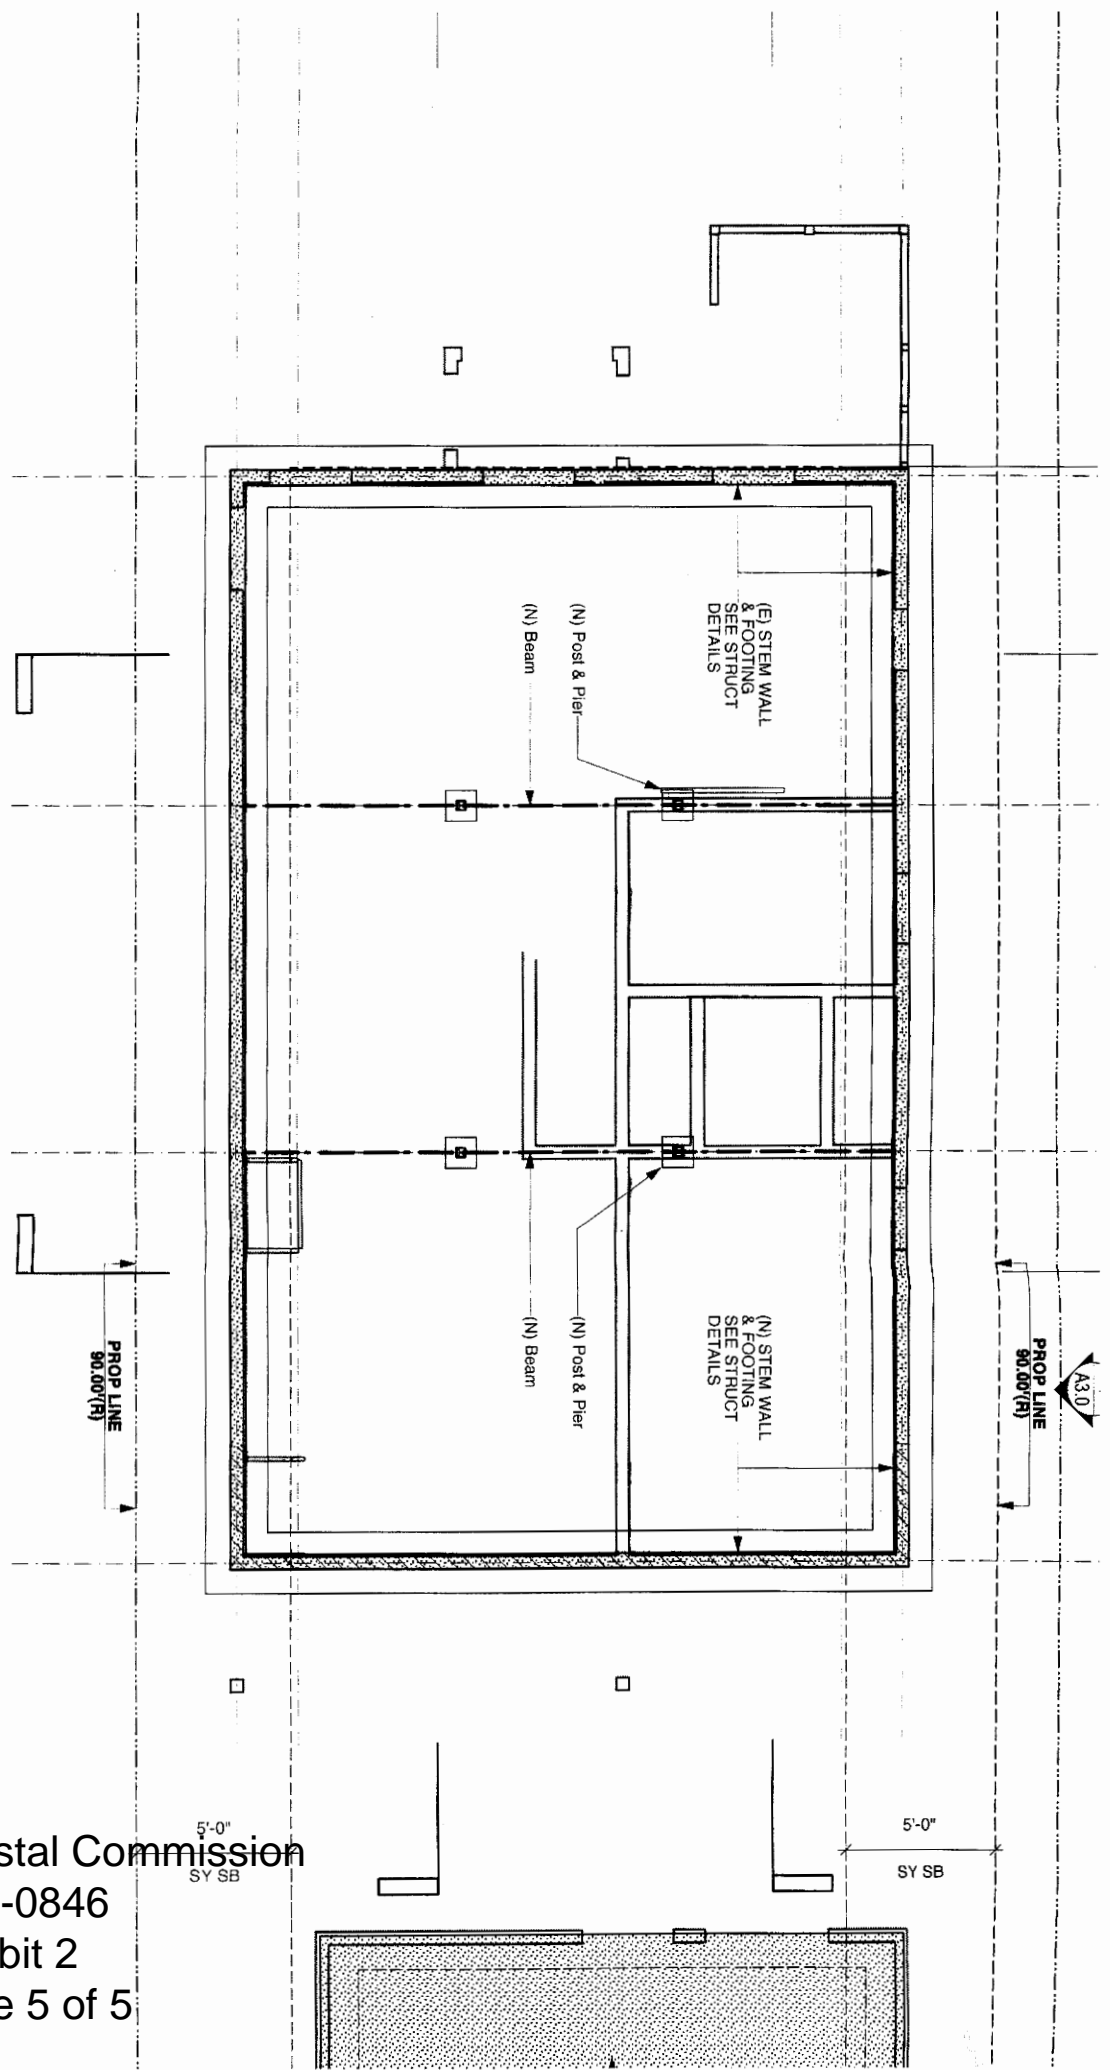 (E) STEM WALL
& FOOTING
SEE STRUCT
DETAILS
(N) Post & Pier
(N) Beam
(N) STEM WALL
& FOOTING
SEE STRUCT
DETAILS
(N) Post & Pier
(N) Beam
A3.0
PROP LINE
90.00'(R)
PROP LINE
90.00'(R)
5'-0"
SY SB
5'-0"
SY SB
stal Commission
-0846
bit 2
e 5 of 5